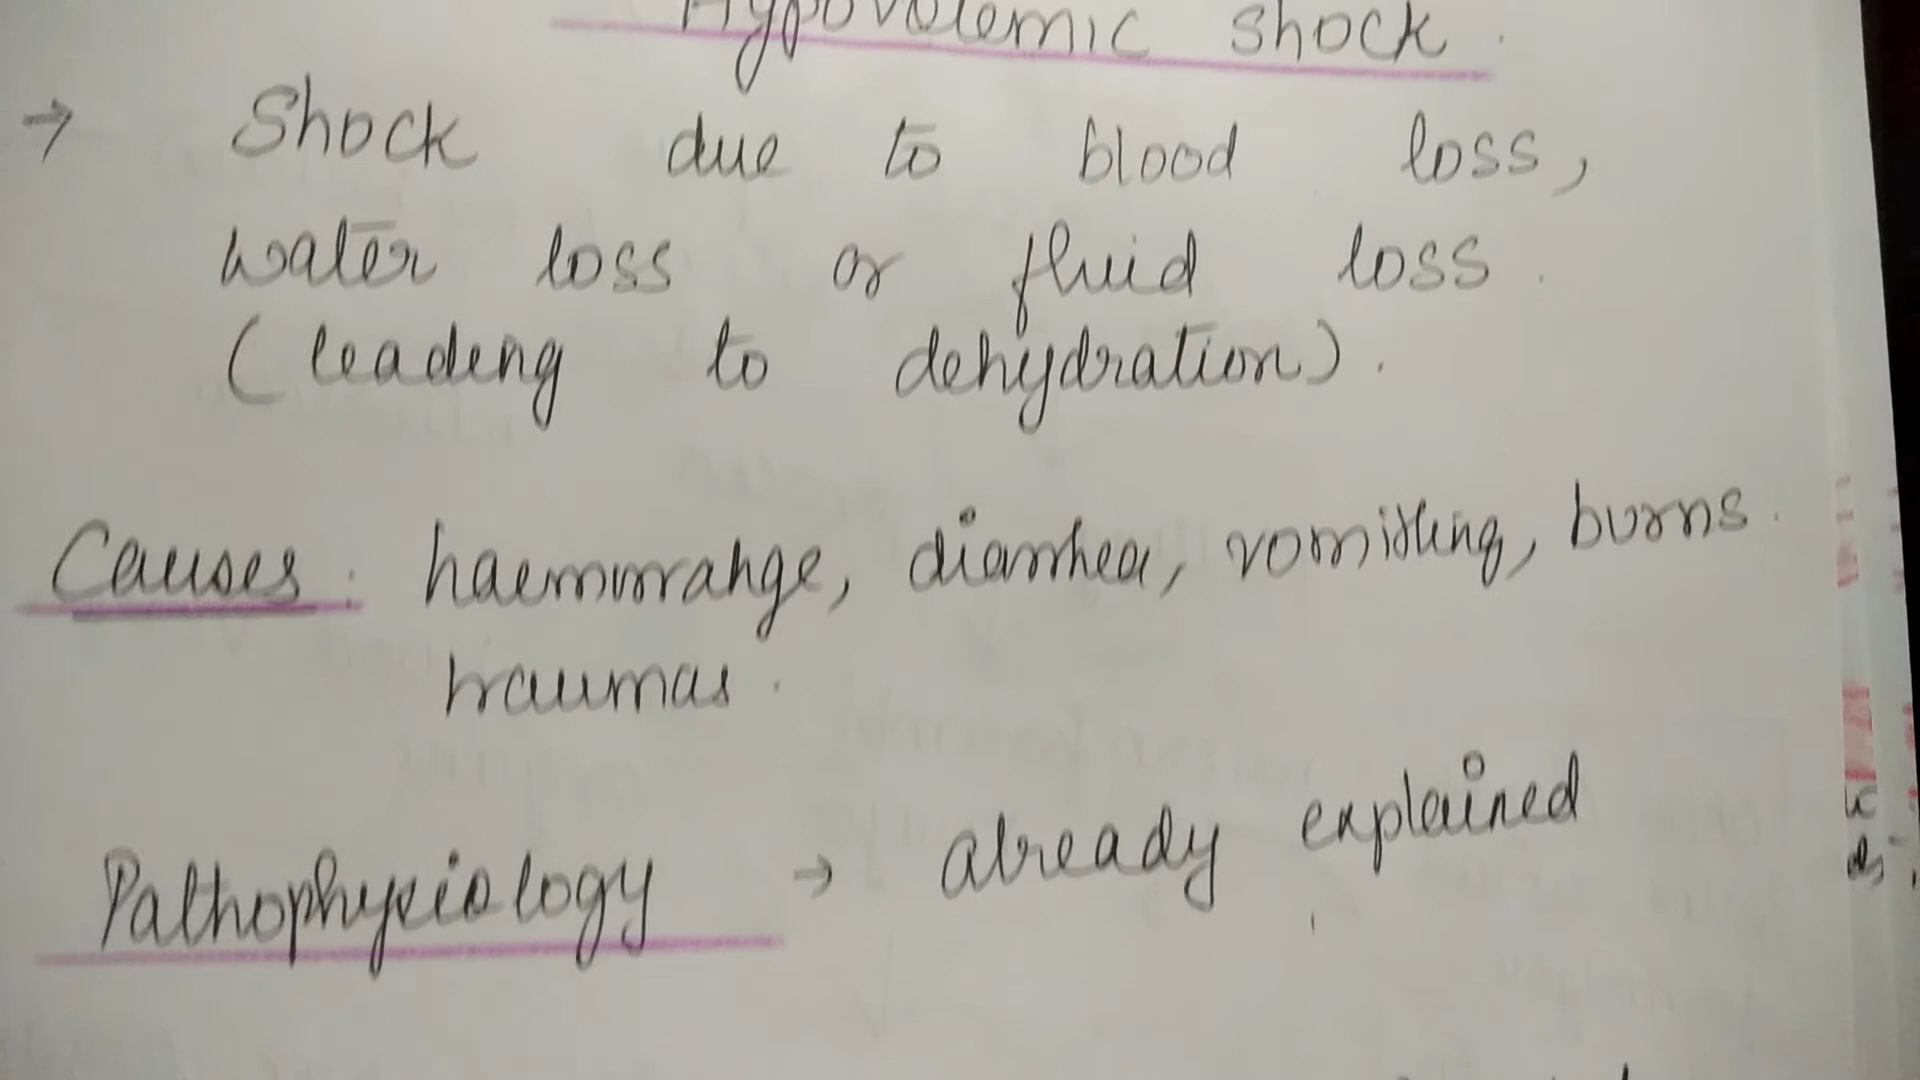 Hypovolemic shock.
→ Shock due to blood loss,
water loss or fluid loss.
(leading to dehydration).
Causes: haemorrahge, diarrhea, vomitting, burns
traumas.
Pathophysiology → already explained